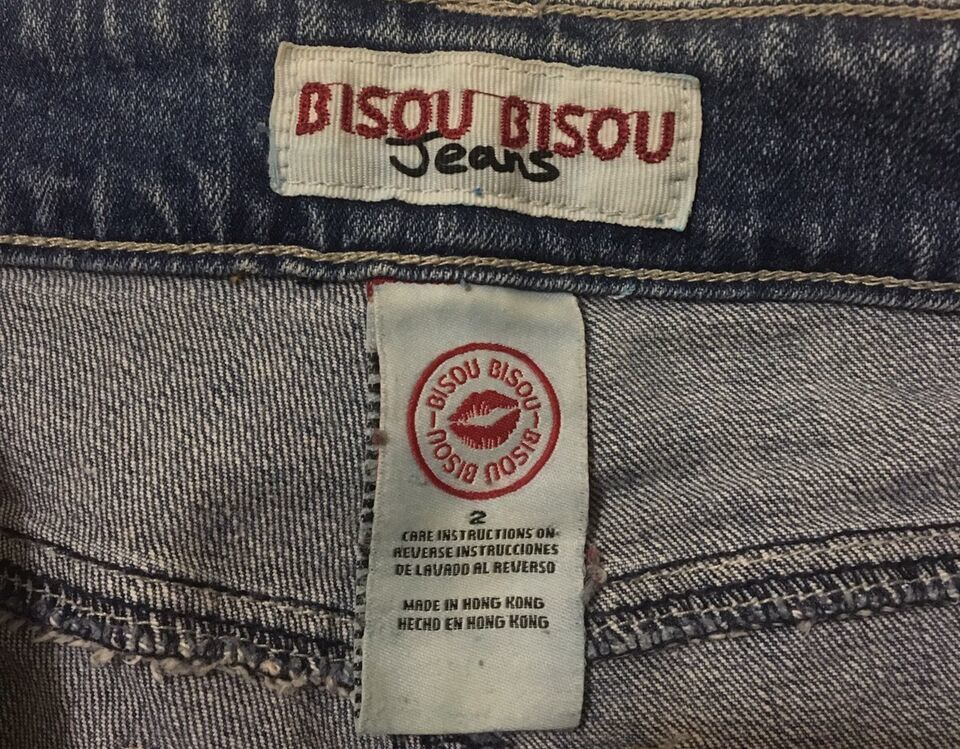 BISOU BISOU
Jeans
BISOU BISOU
BISOU BISOU
2
CARE INSTRUCTIONS ON
REVERSE INSTRUCCIONES
DE LAVADO AL REVERSO
MADE IN HONG KONG
HECHO EN HONG KONG